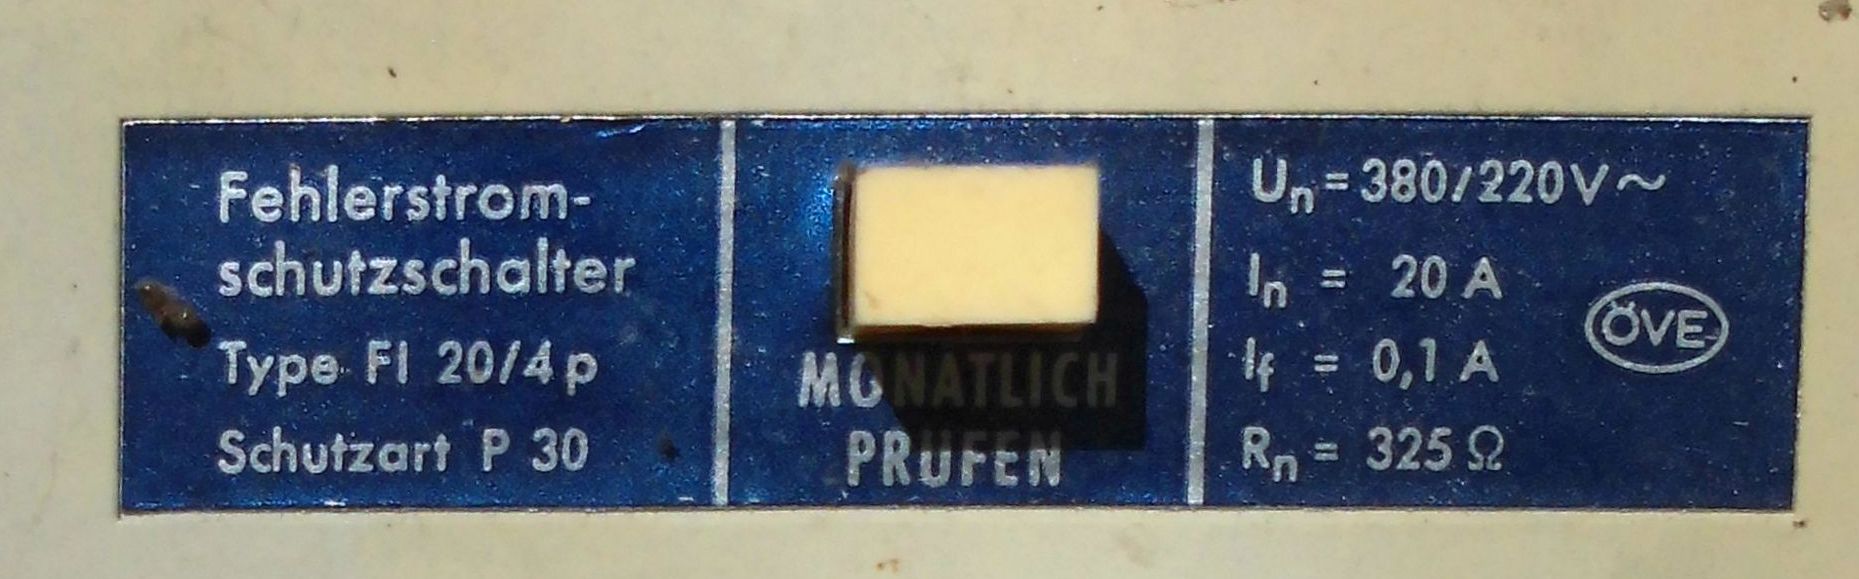 Fehlerstrom-
schutzschalter
Type FI 20/4 p
Schutzart P 30
MONATLICH
PRÜFEN
Un = 380/220V~
In = 20 A
If = 0,1 A
Rn = 325 Ω
ÖVE